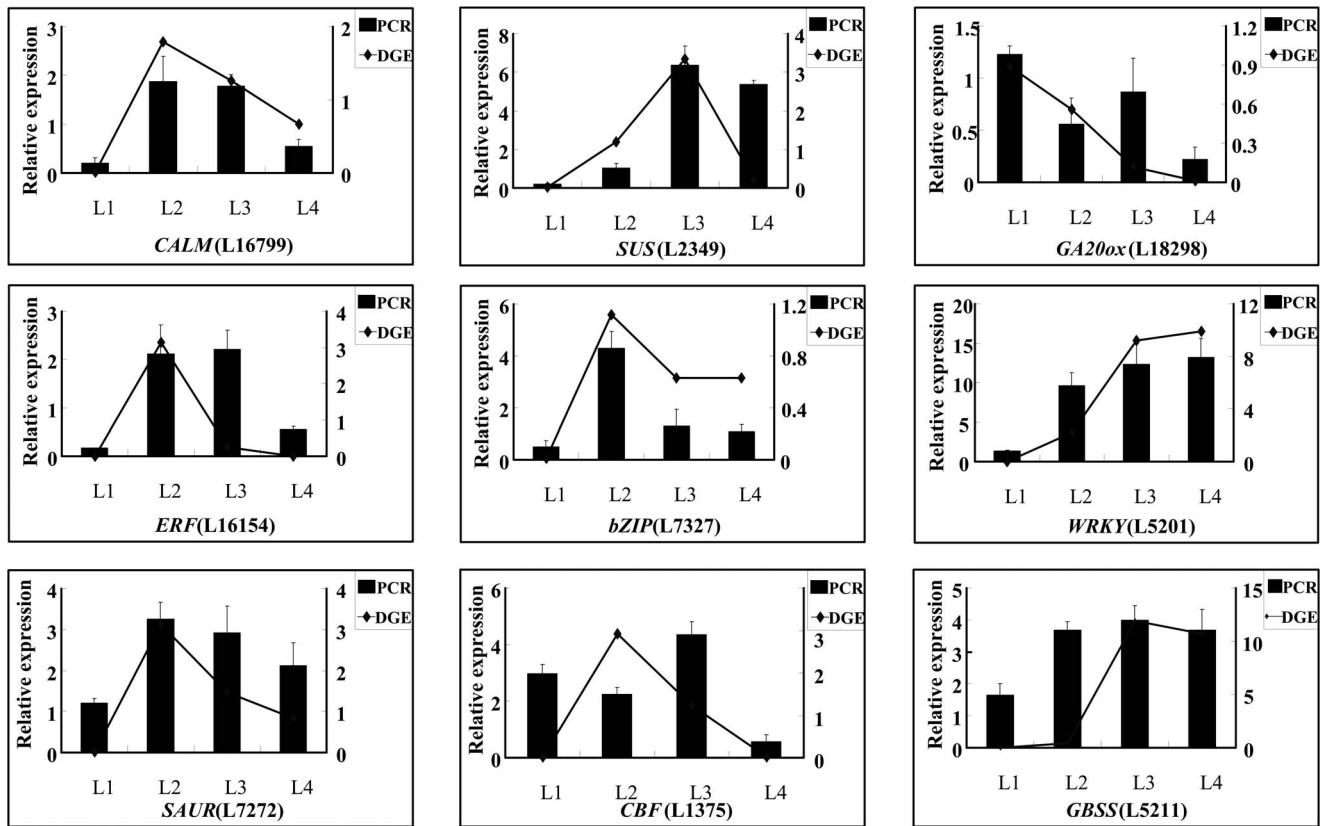 PCR
DGE
Relative expression
3
2
1
0
2
1
0
L1 L2 L3 L4
CALM(L16799)
PCR
DGE
Relative expression
8
6
4
2
0
4
3
2
1
0
L1 L2 L3 L4
SUS(L2349)
PCR
DGE
Relative expression
1.5
1
0.5
0
1.2
0.9
0.6
0.3
0
L1 L2 L3 L4
GA20ox(L18298)
PCR
DGE
Relative expression
3
2
1
0
4
3
2
1
0
L1 L2 L3 L4
ERF(L16154)
PCR
DGE
Relative expression
6
4
2
0
1.2
0.8
0.4
0
L1 L2 L3 L4
bZIP(L7327)
PCR
DGE
Relative expression
20
15
10
5
0
12
8
4
0
L1 L2 L3 L4
WRKY(L5201)
PCR
DGE
Relative expression
4
3
2
1
0
4
3
2
1
0
L1 L2 L3 L4
SAUR(L7272)
PCR
DGE
Relative expression
6
4
2
0
3
2
1
0
L1 L2 L3 L4
CBF(L1375)
PCR
DGE
Relative expression
5
4
3
2
1
0
15
10
5
0
L1 L2 L3 L4
GBSS(L5211)